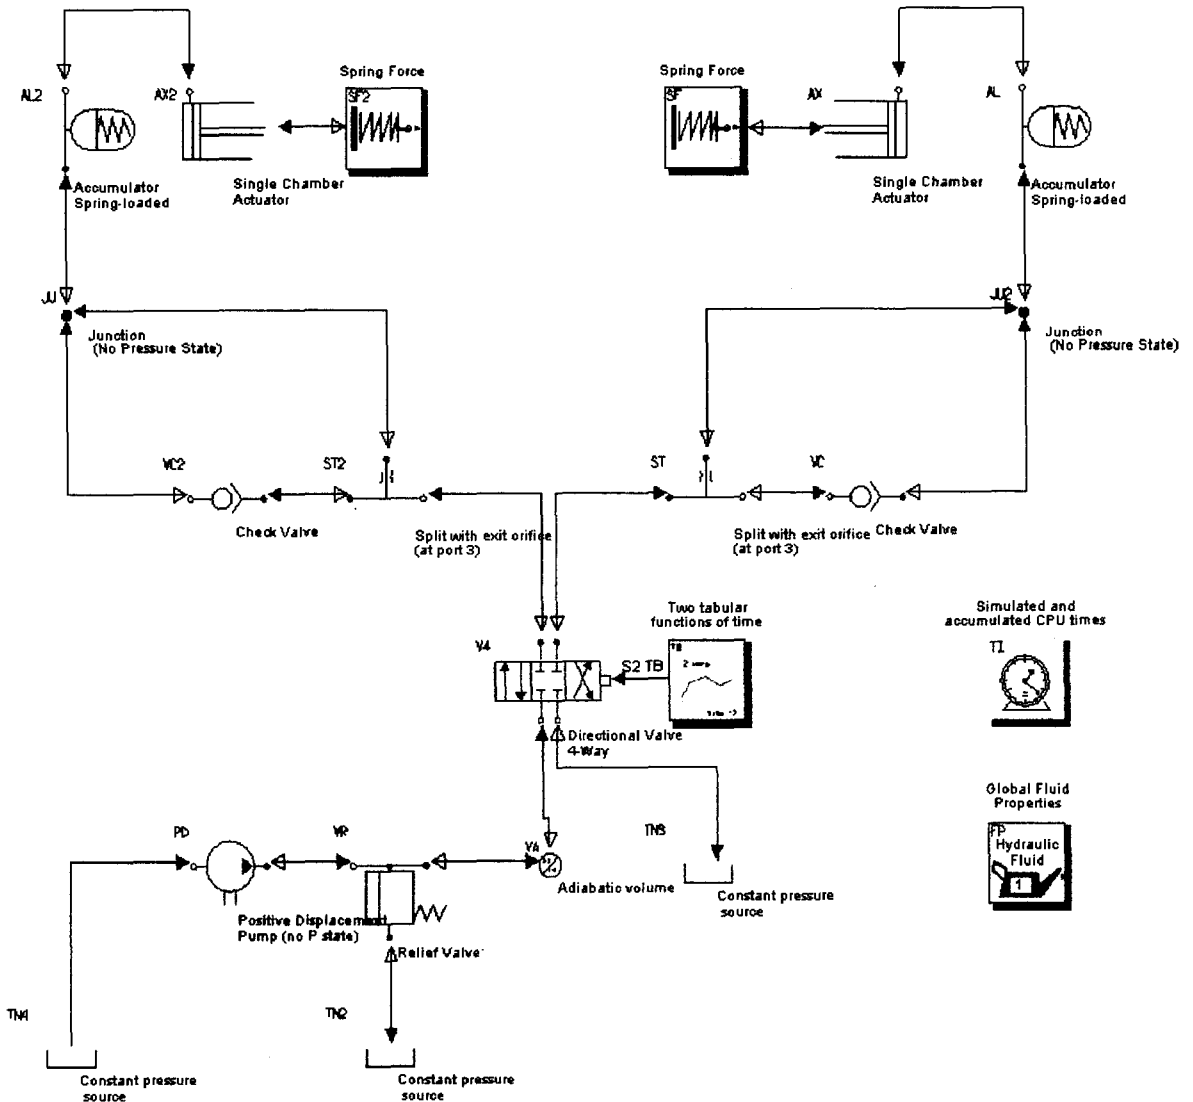 Spring Force
Spring Force
AL2
AX2
SF2
SF
AX
AL
Accumulator
Spring-loaded
Single Chamber
Actuator
Single Chamber
Actuator
Accumulator
Spring-loaded
JU
JU2
Junction
(No Pressure State)
Junction
(No Pressure State)
VC2
ST2
ST
VC
Check Valve
Split with exit orifice
(at port 3)
Split with exit orifice
(at port 3)
Check Valve
Two tabular
functions of time
Simulated and
accumulated CPU times
V4
S2 TB
TB
TI
Directional Valve
4-Way
Global Fluid
Properties
PD
VR
VA
TN3
FP
Hydraulic
Fluid
1
Adiabatic volume
Constant pressure
source
Positive Displacement
Pump (no P state)
Relief Valve
TN4
TN2
Constant pressure
source
Constant pressure
source